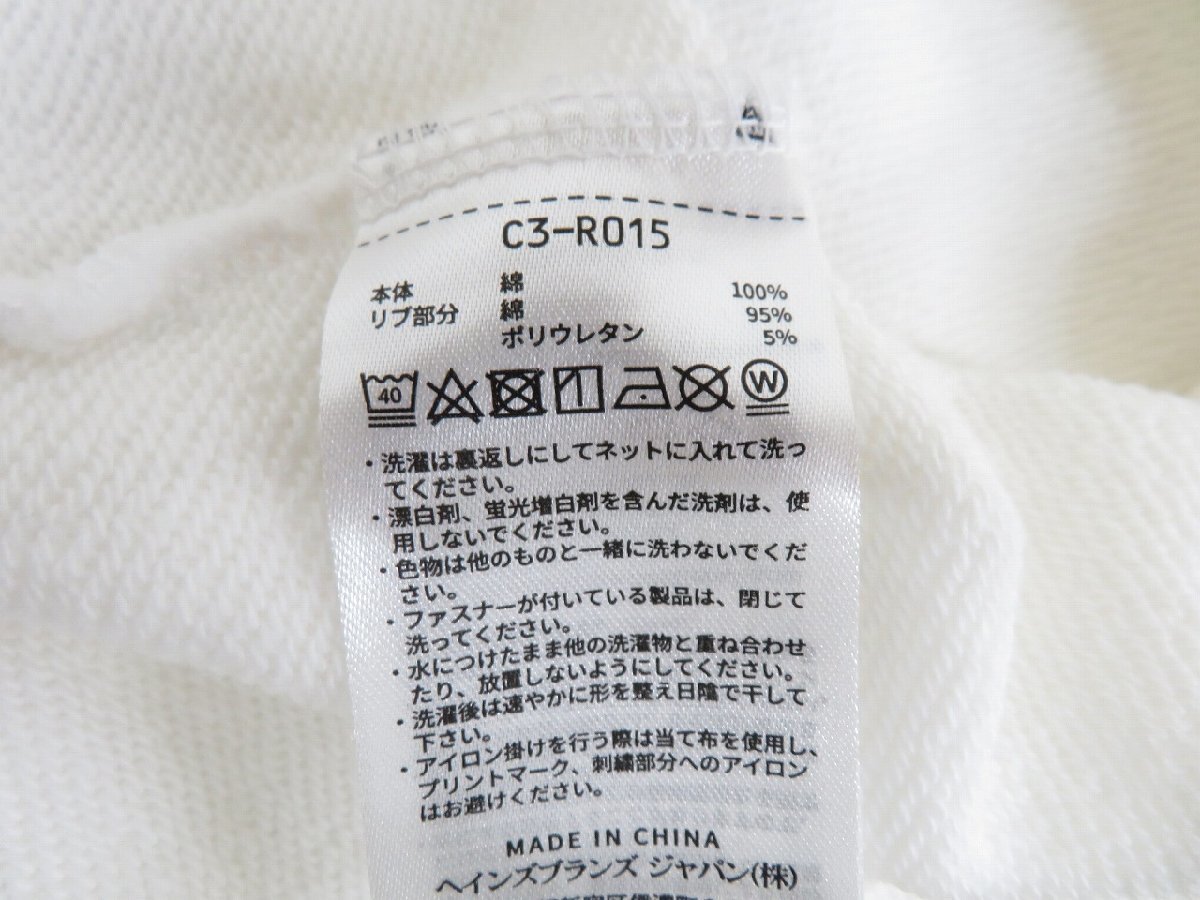 C3-R015
本体 綿 100%
リブ部分 綿 95%
ポリウレタン 5%
40 W
・洗濯は裏返しにしてネットに入れて洗っ
てください。
・漂白剤、蛍光増白剤を含んだ洗剤は、使
用しないでください。
・色物は他のものと一緒に洗わないでくだ
さい。
・ファスナーが付いている製品は、閉じて
洗ってください。
・水につけたまま他の洗濯物と重ね合わせ
たり、放置しないようにしてください。
・洗濯後は速やかに形を整え日陰で干して
下さい。
・アイロン掛けを行う際は当て布を使用し、
プリントマーク、刺繍部分へのアイロン
はお避けください。
MADE IN CHINA
ヘインズブランズ ジャパン(株)